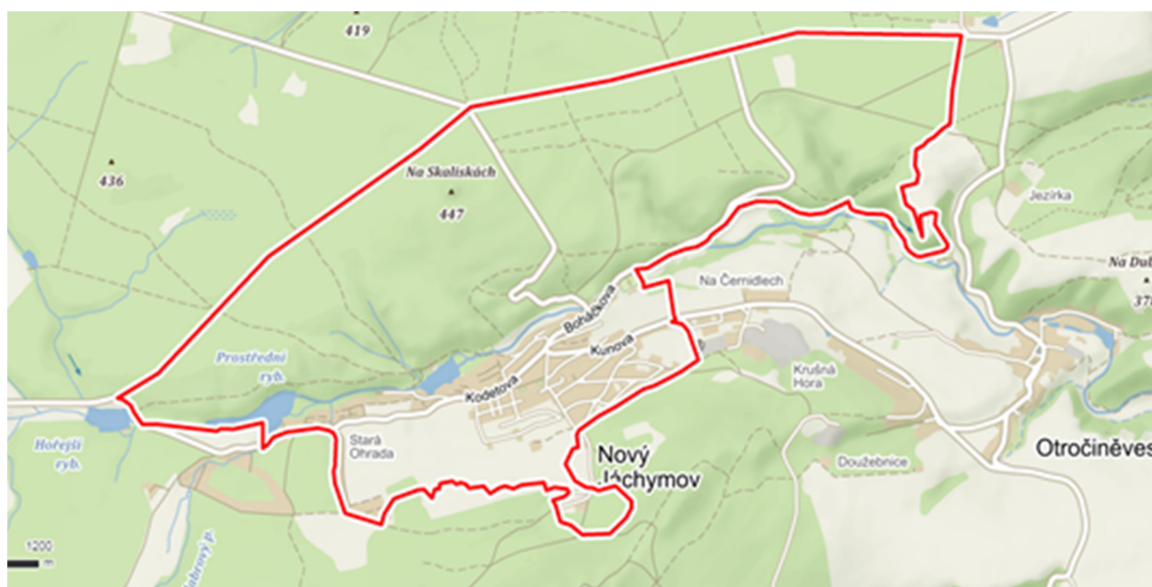 419
436
Na Skaliskách
447
Jezírka
Na Dub
Na Černidlech
Boháčkova
Kunova
Prostřední
ryb.
Kodetova
Krušná
Hora
Hořejší
ryb.
Stará
Ohrada
Nový
Jáchymov
Doužebnice
Otročiněves
1200
m